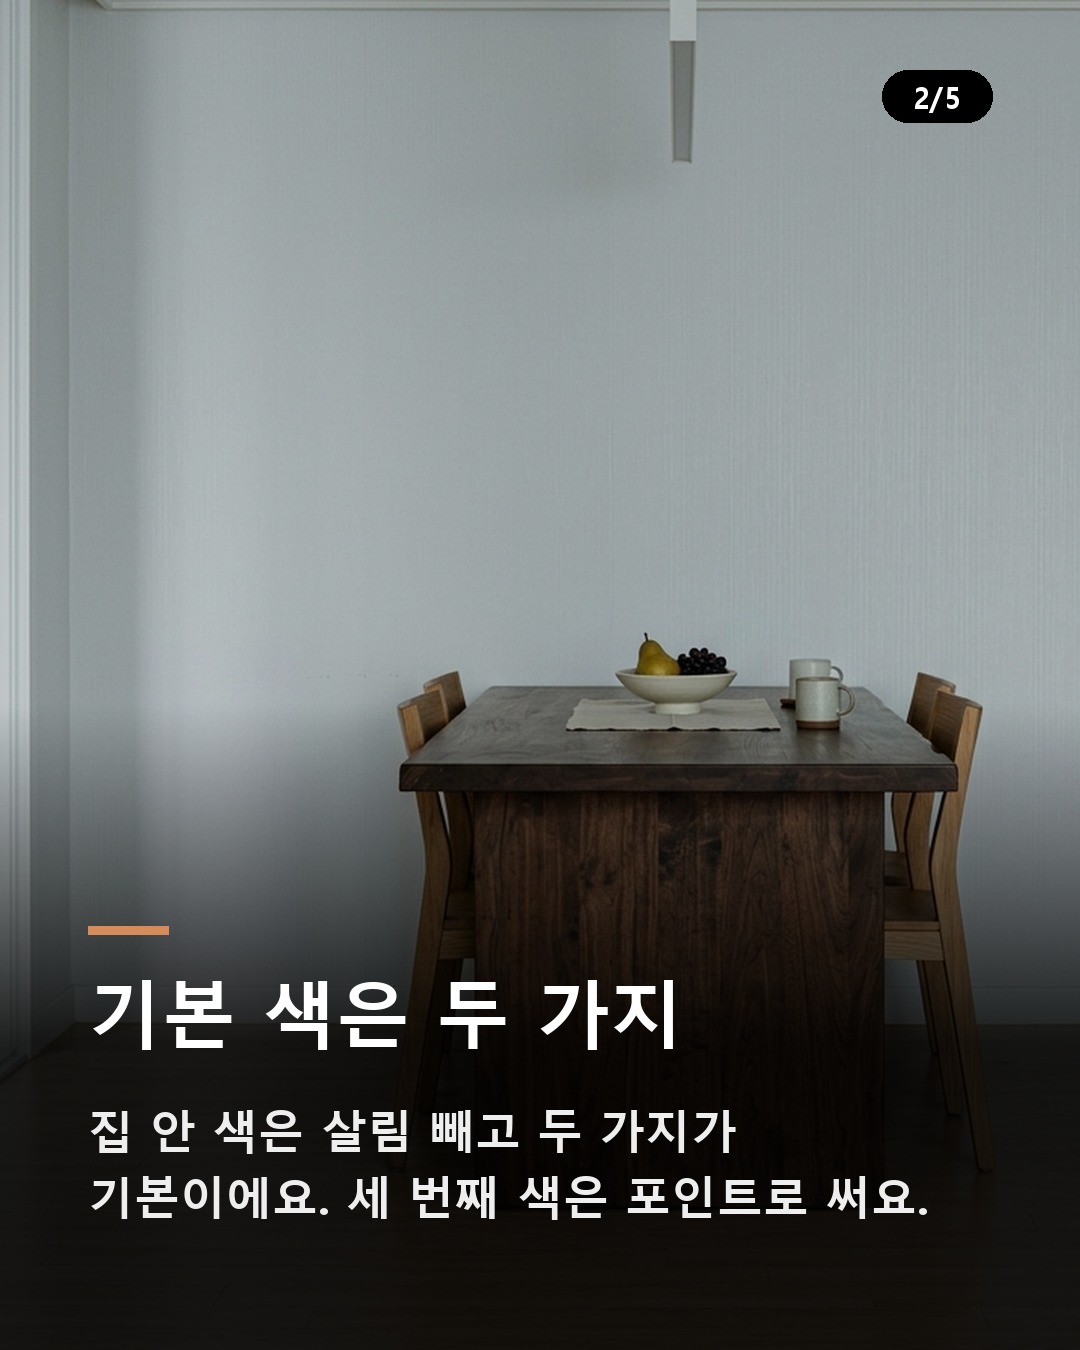 2/5
기본 색은 두 가지
집 안 색은 살림 빼고 두 가지가
기본이에요. 세 번째 색은 포인트로 써요.